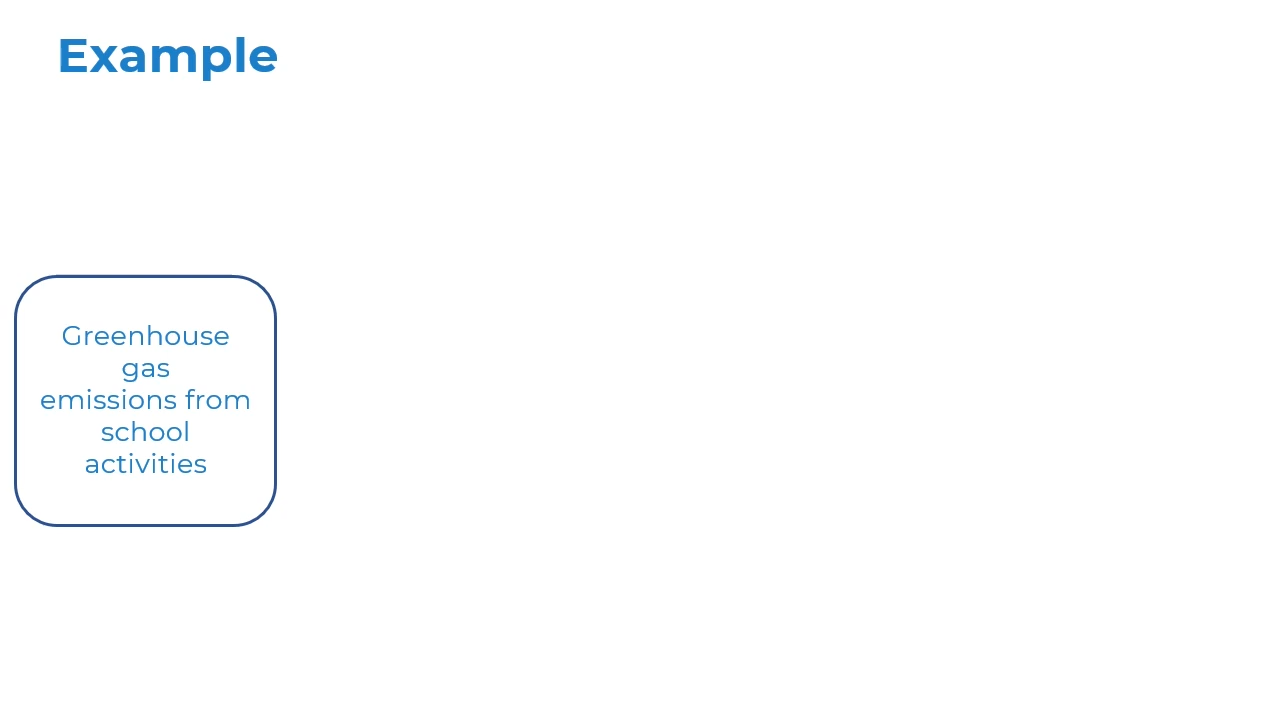 Example
Greenhouse
gas
emissions from
school
activities